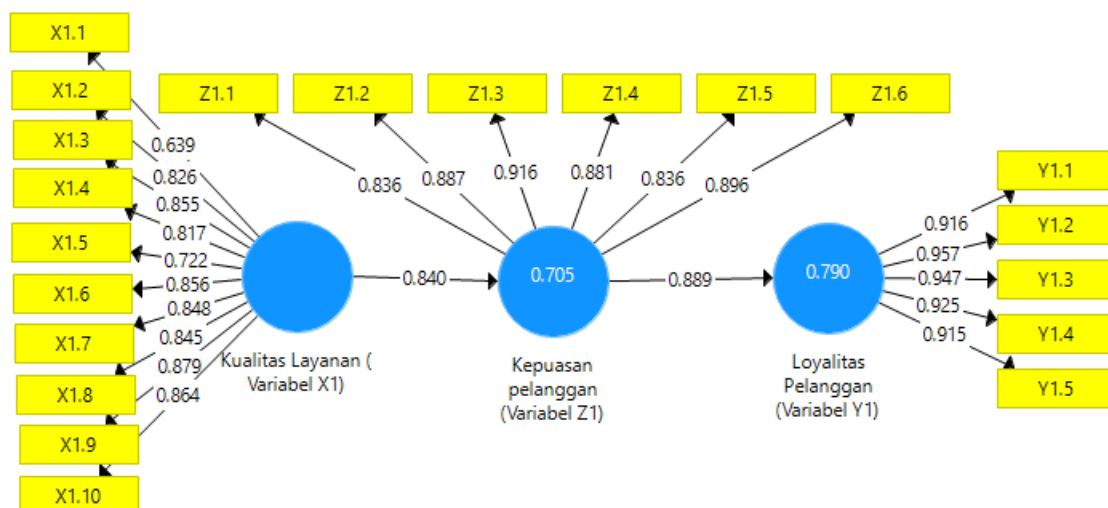 X1.1
X1.2
X1.3
X1.4
X1.5
X1.6
X1.7
X1.8
X1.9
X1.10
0.639
0.826
0.855
0.817
0.722
0.856
0.848
0.845
0.879
0.864
Kualitas Layanan (
Variabel X1)
0.840
Z1.1
Z1.2
Z1.3
Z1.4
Z1.5
Z1.6
0.836
0.887
0.916
0.881
0.836
0.896
0.705
Kepuasan
pelanggan
(Variabel Z1)
0.889
0.790
Loyalitas
Pelanggan
(Variabel Y1)
0.916
0.957
0.947
0.925
0.915
Y1.1
Y1.2
Y1.3
Y1.4
Y1.5